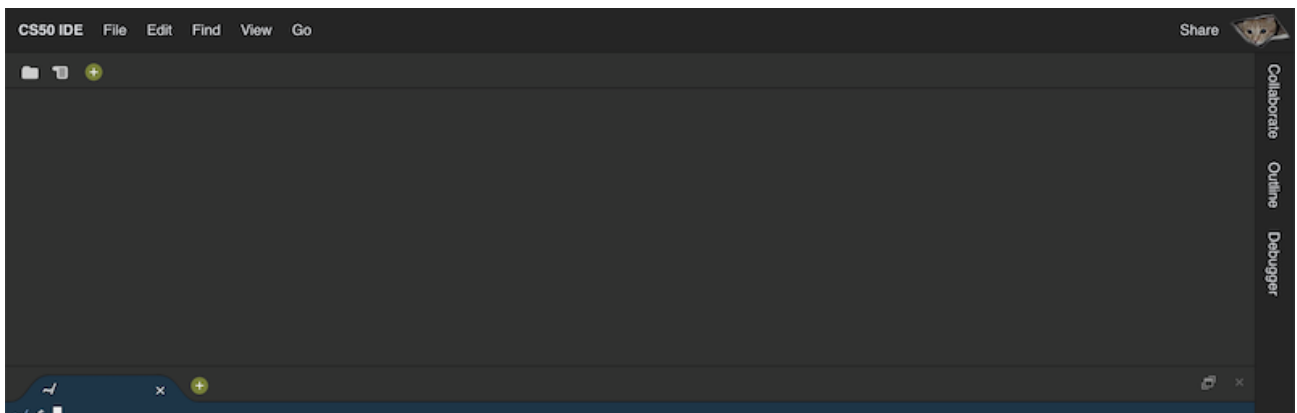 CS50 IDE File Edit Find View Go Share
Collaborate
Outline
Debugger
~/